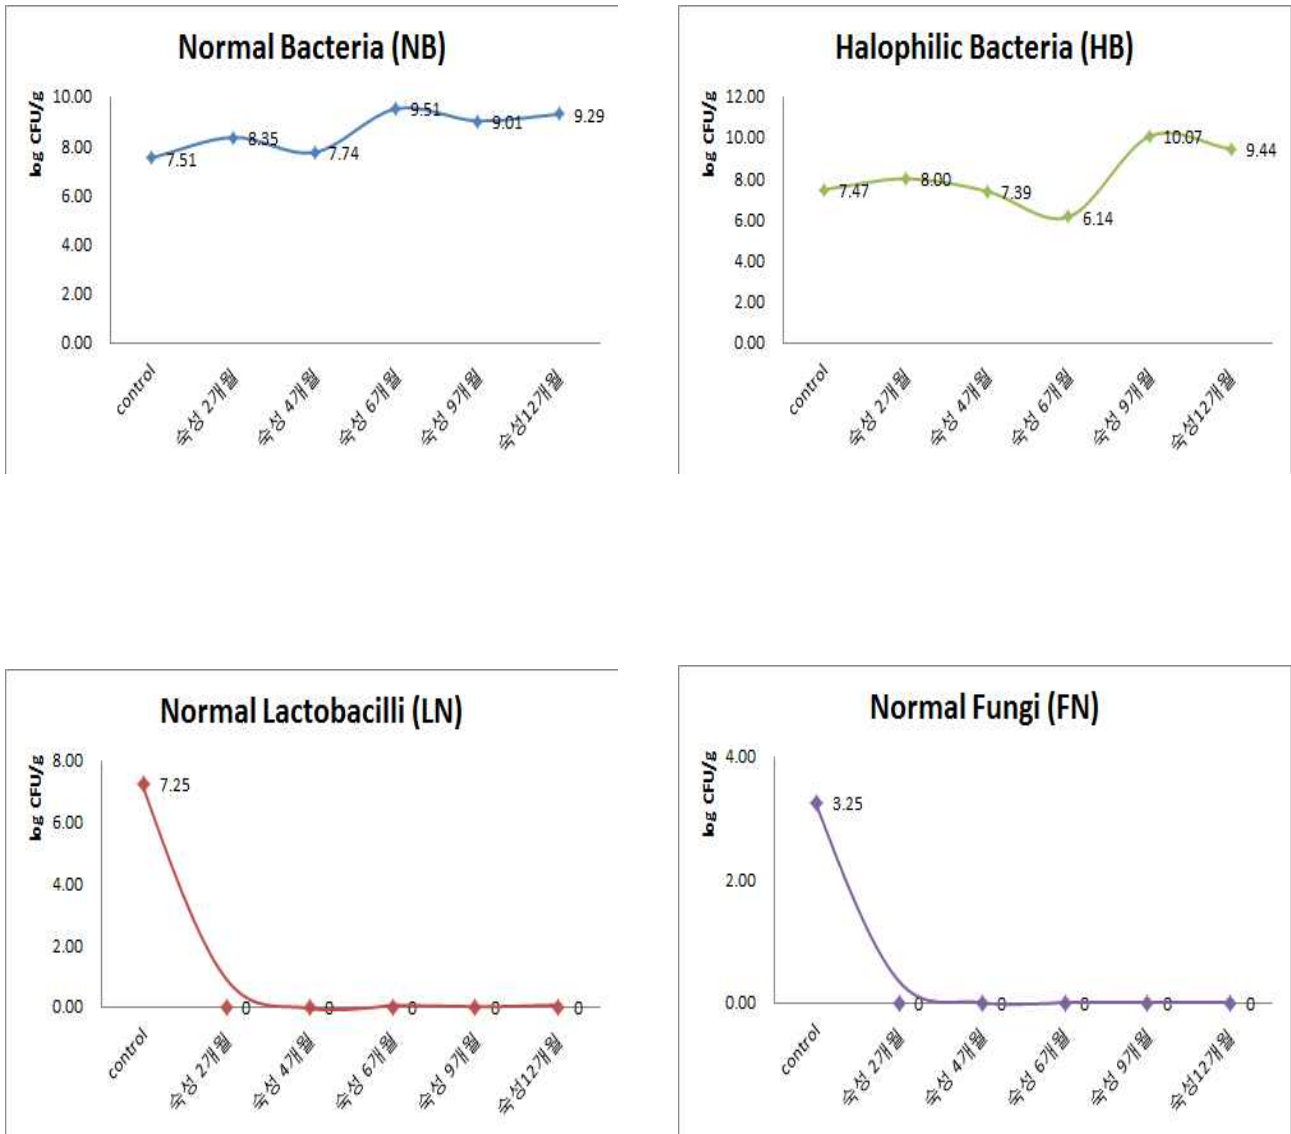 Normal Bacteria (NB)
log CFU/g
10.00
8.00
6.00
4.00
2.00
0.00
7.51
8.35
7.74
9.51
9.01
9.29
control
숙성 2개월
숙성 4개월
숙성 6개월
숙성 9개월
숙성12개월
Halophilic Bacteria (HB)
log CFU/g
12.00
10.00
8.00
6.00
4.00
2.00
0.00
7.47
8.00
7.39
6.14
10.07
9.44
control
숙성 2개월
숙성 4개월
숙성 6개월
숙성 9개월
숙성12개월
Normal Lactobacilli (LN)
log CFU/g
8.00
6.00
4.00
2.00
0.00
7.25
0
0
0
0
0
control
숙성 2개월
숙성 4개월
숙성 6개월
숙성 9개월
숙성12개월
Normal Fungi (FN)
log CFU/g
4.00
2.00
0.00
3.25
0
0
0
0
0
control
숙성 2개월
숙성 4개월
숙성 6개월
숙성 9개월
숙성12개월